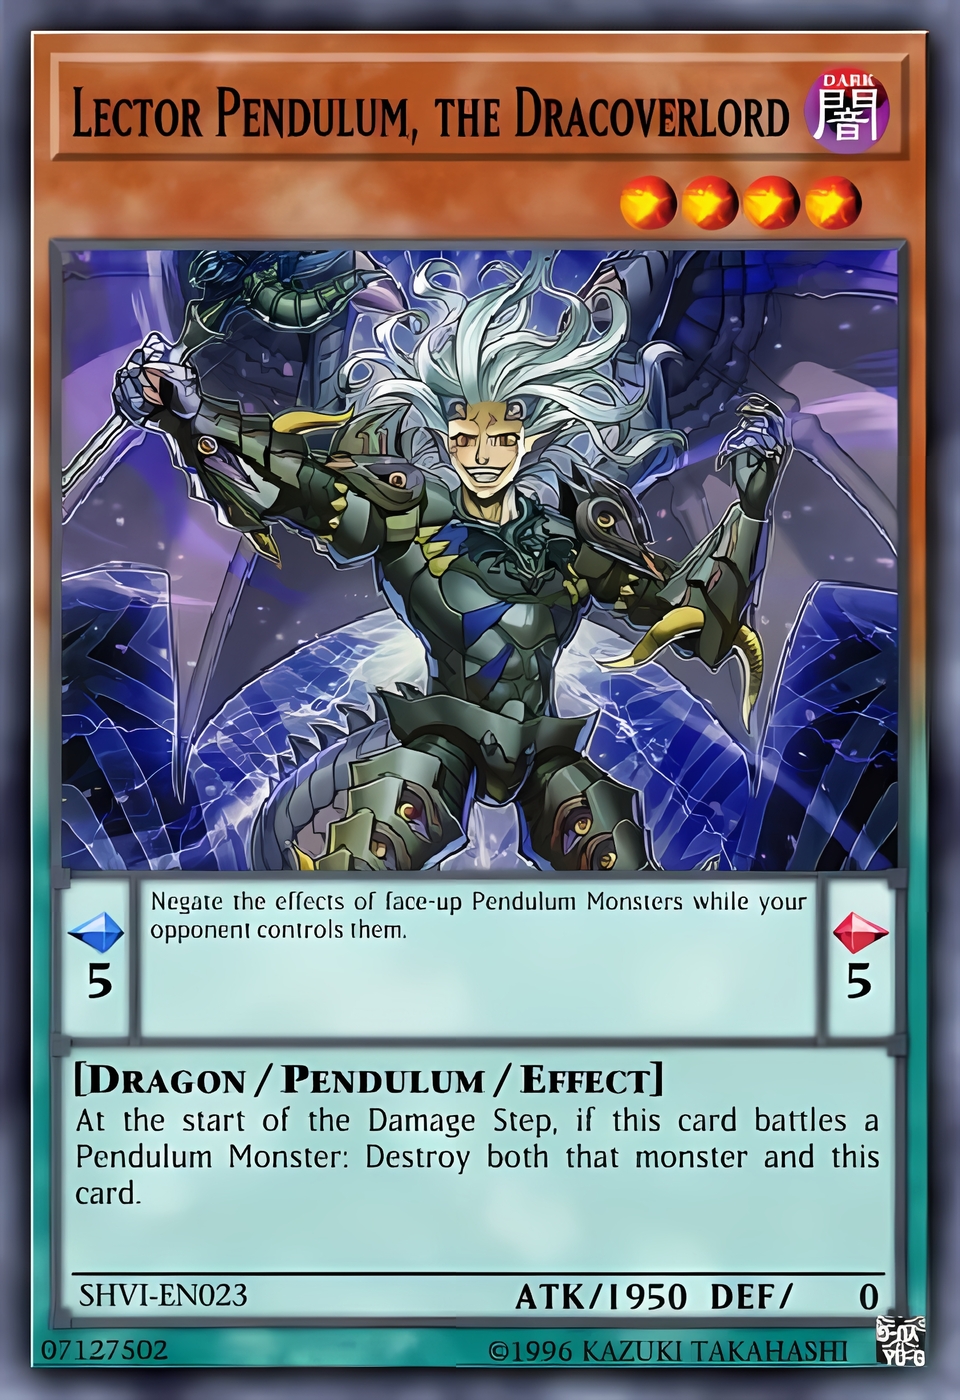 Lector Pendulum, the Dracoverlord
DARK
闇
Negate the effects of face-up Pendulum Monsters while your
opponent controls them.
5
5
[Dragon / Pendulum / Effect]
At the start of the Damage Step, if this card battles a
Pendulum Monster: Destroy both that monster and this
card.
SHVI-EN023
ATK/1950 DEF/ 0
07127502
©1996 KAZUKI TAKAHASHI